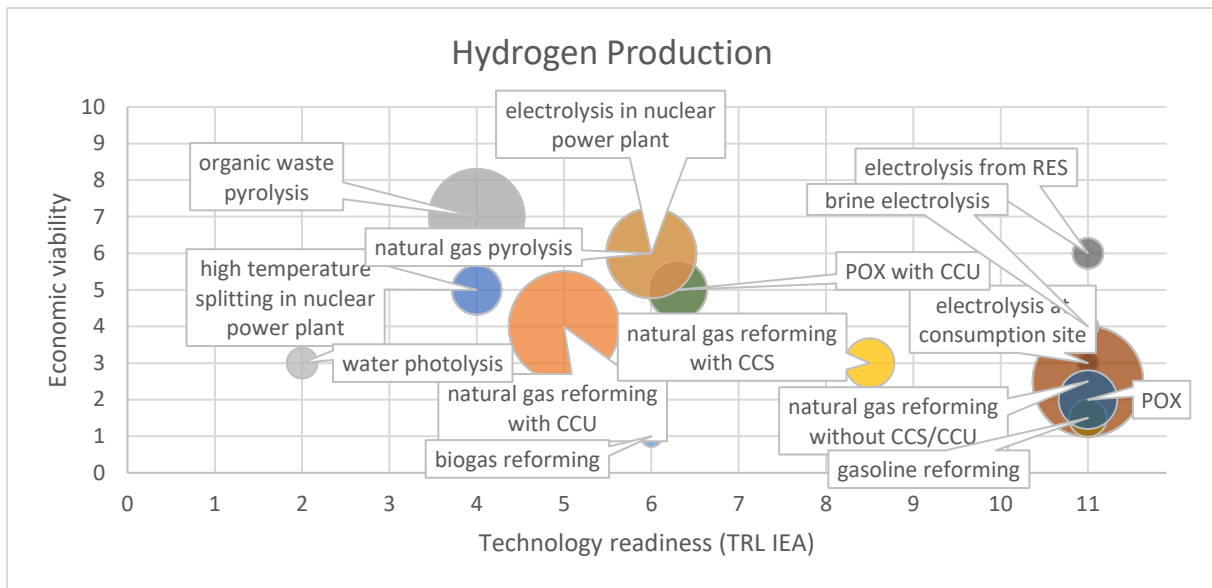 Hydrogen Production
10
9
8
7
6
5
4
3
2
1
0
Economic viability
electrolysis in nuclear
power plant
organic waste
pyrolysis
electrolysis from RES
brine electrolysis
natural gas pyrolysis
high temperature
splitting in nuclear
power plant
POX with CCU
electrolysis at
consumption site
natural gas reforming
with CCS
water photolysis
natural gas reforming
with CCU
natural gas reforming
without CCS/CCU
POX
biogas reforming
gasoline reforming
0 1 2 3 4 5 6 7 8 9 10 11
Technology readiness (TRL IEA)